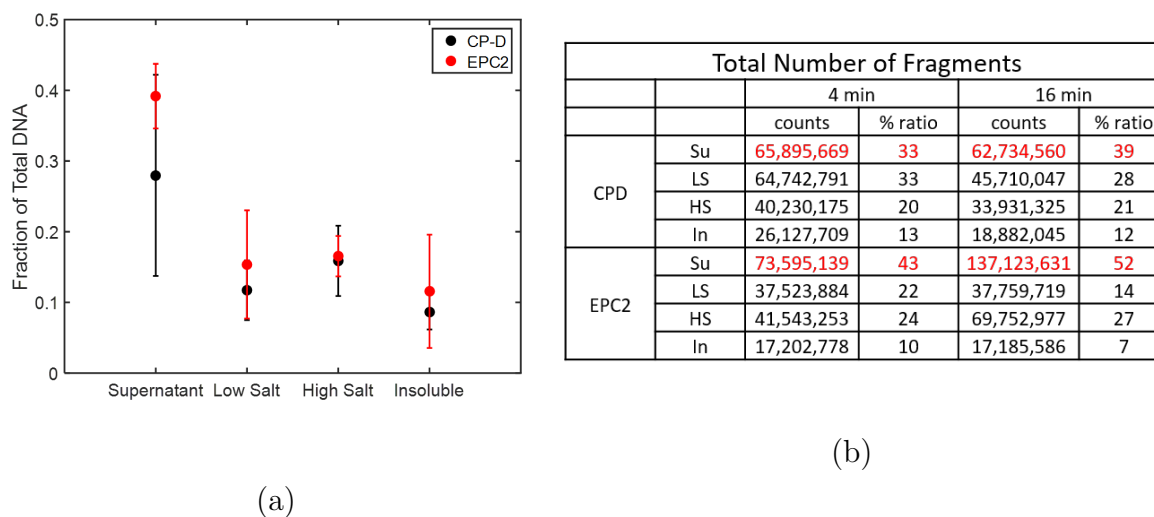 0.5
0.4
0.3
0.2
0.1
0
Fraction of Total DNA
CP-D
EPC2
Supernatant Low Salt High Salt Insoluble
(a)
Total Number of Fragments
4 min 16 min
counts % ratio counts % ratio
CPD
Su 65,895,669 33 62,734,560 39
LS 64,742,791 33 45,710,047 28
HS 40,230,175 20 33,931,325 21
In 26,127,709 13 18,882,045 12
EPC2
Su 73,595,139 43 137,123,631 52
LS 37,523,884 22 37,759,719 14
HS 41,543,253 24 69,752,977 27
In 17,202,778 10 17,185,586 7
(b)